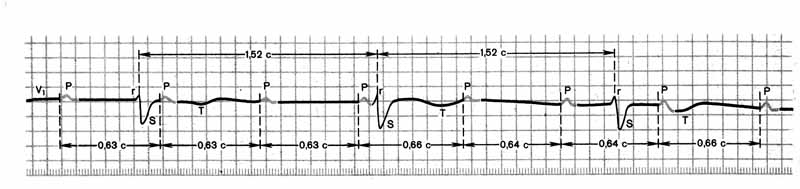 1,52 с 1,52 с
V₁ P r P P P r P P r P P
S T S T S T
0,63 с 0,63 с 0,63 с 0,66 с 0,64 с 0,64 с 0,66 с